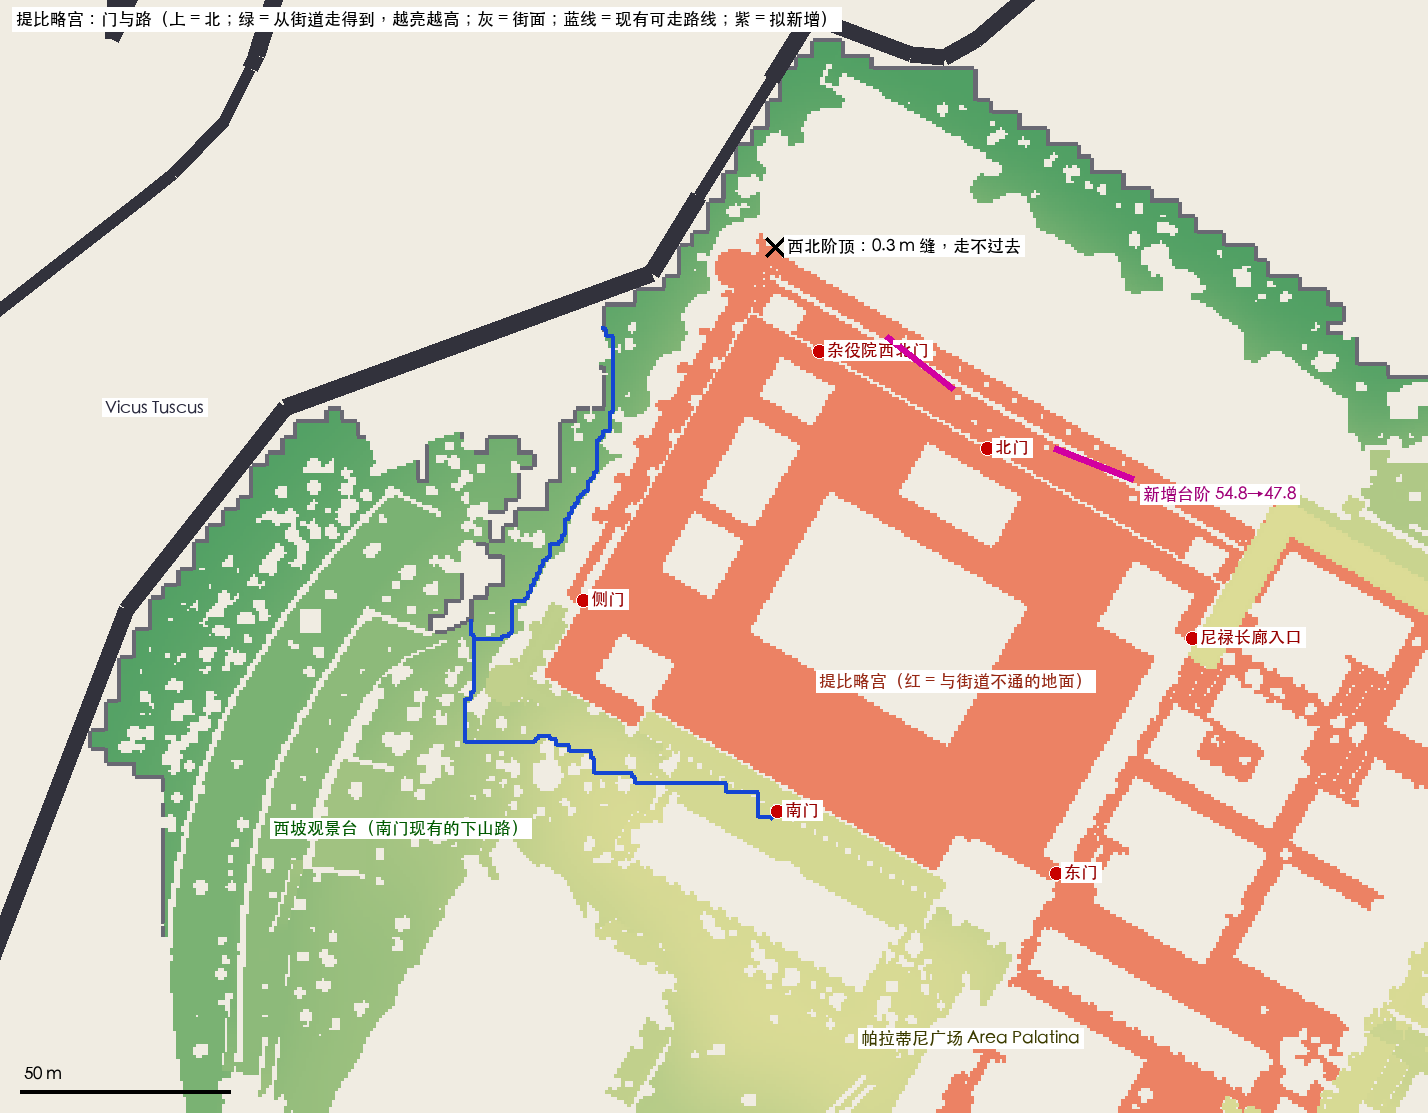 提比略宫：门与路（上＝北；绿＝从街道走得到，越亮越高；灰＝街面；蓝线＝现有可走路线；紫＝拟新增）
西北阶顶：0.3 m 缝，走不过去
杂役院西北门
Vicus Tuscus
北门
新增台阶 54.8→47.8
侧门
尼禄长廊入口
提比略宫（红＝与街道不通的地面）
南门
西坡观景台（南门现有的下山路）
东门
帕拉蒂尼广场 Area Palatina
50 m